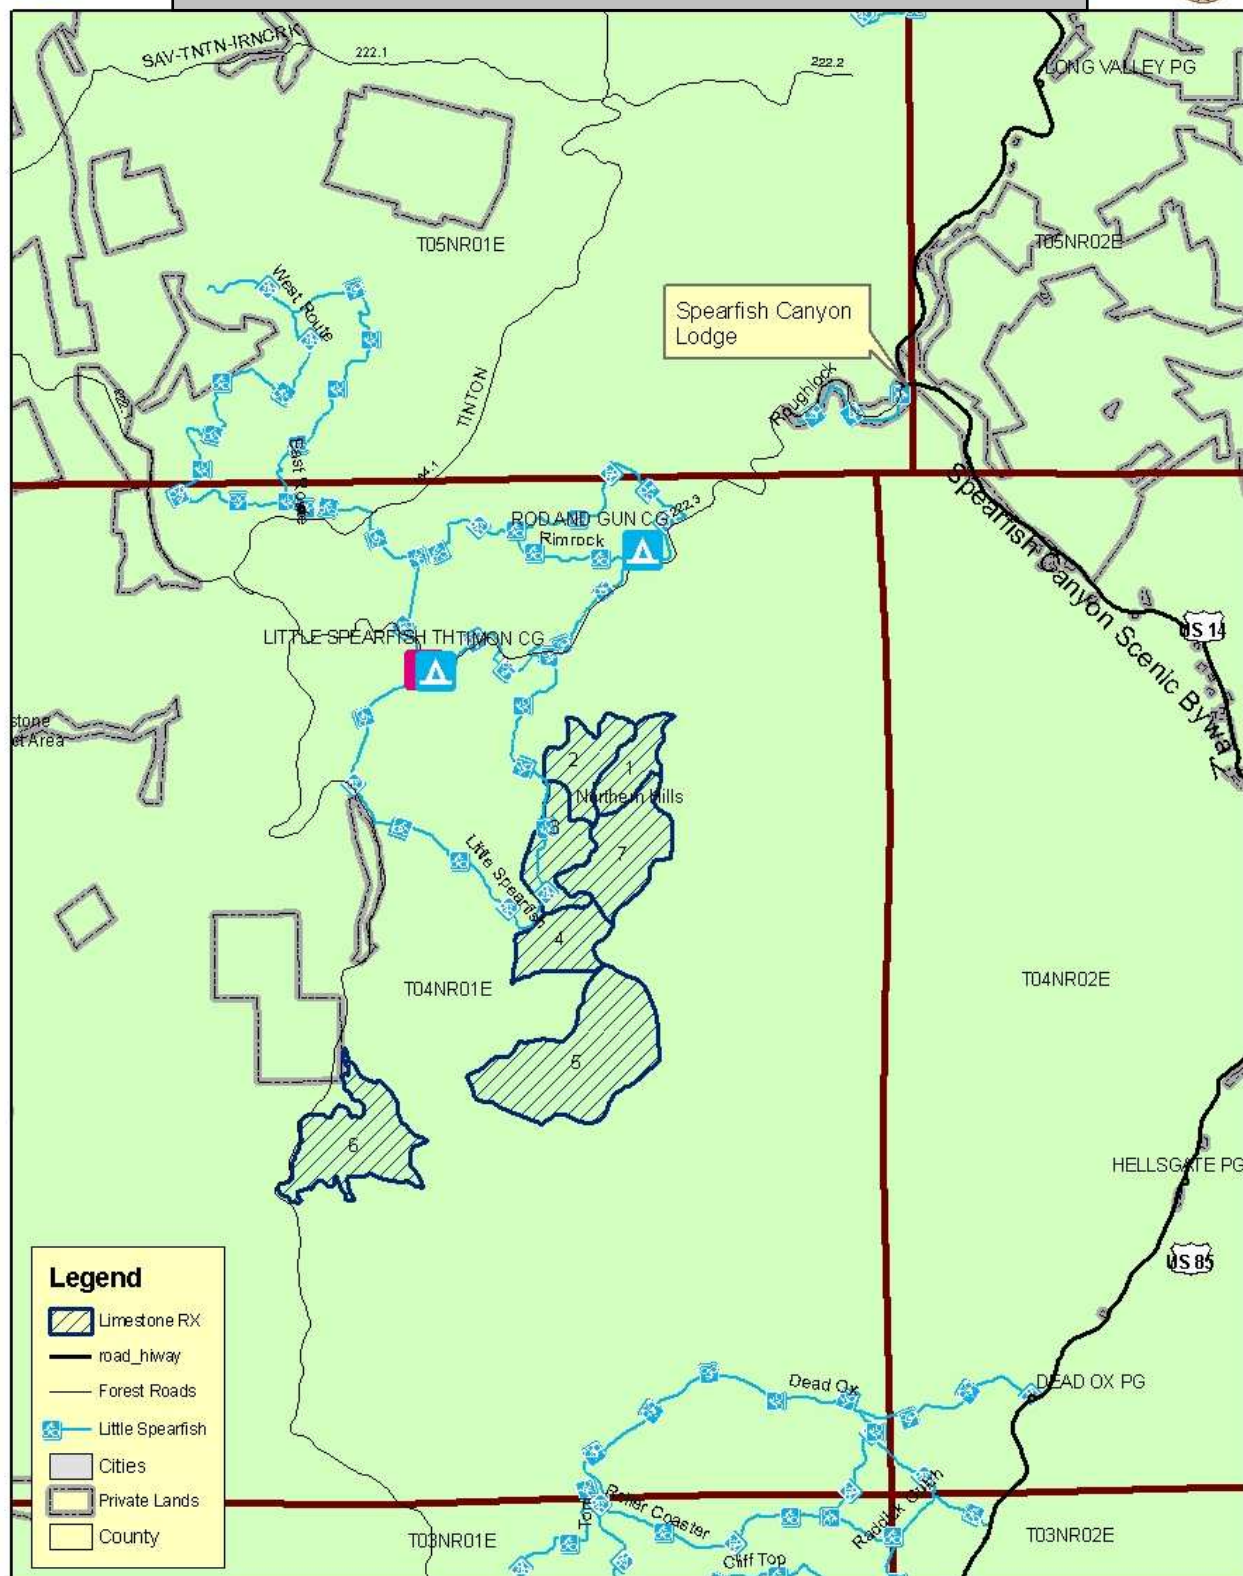 SAV-TNTN-IRNCRK
222.1
222.2
LONG VALLEY PG
T05NR01E
T05NR02E
West Route
Spearfish Canyon
Lodge
TINTON
Roughlock
222.3
ROD AND GUN CG
Rimrock
Spearfish Canyon Scenic Byway
US 14
LITTLE SPEARFISH TH
TIMON CG
2
1
Northern Hills
3
7
Little Spearfish
4
T04NR01E
T04NR02E
5
6
HELLSGATE PG
US 85
Legend
Limestone RX
road_hiway
Forest Roads
Little Spearfish
Cities
Private Lands
County
Dead Ox
DEAD OX PG
Roller Coaster
Raddick Gulch
T03NR01E
T03NR02E
Cliff Top